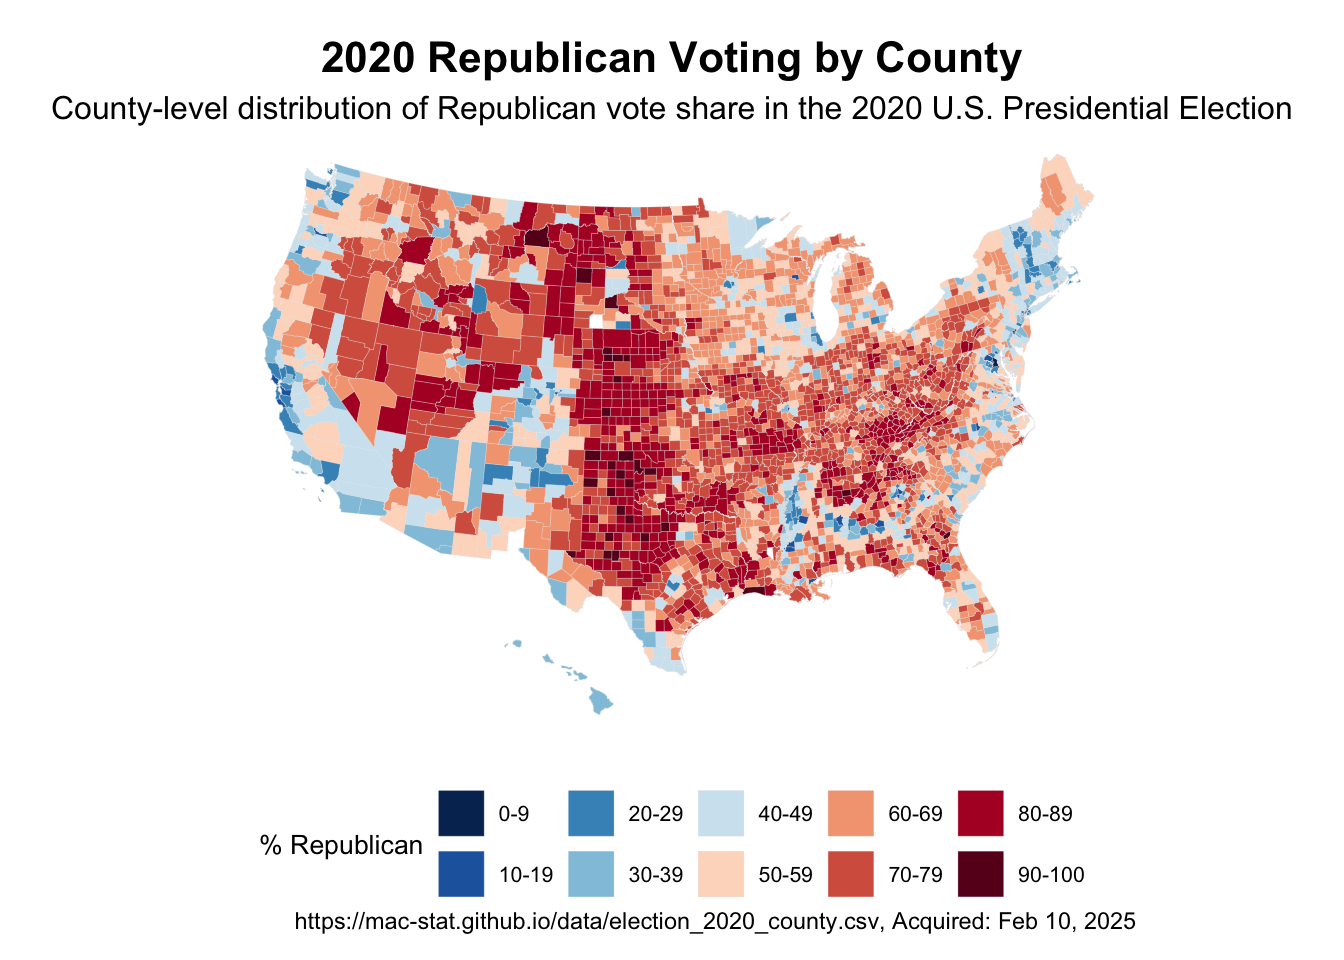 2020 Republican Voting by County
County-level distribution of Republican vote share in the 2020 U.S. Presidential Election
% Republican
0-9
10-19
20-29
30-39
40-49
50-59
60-69
70-79
80-89
90-100
https://mac-stat.github.io/data/election_2020_county.csv, Acquired: Feb 10, 2025